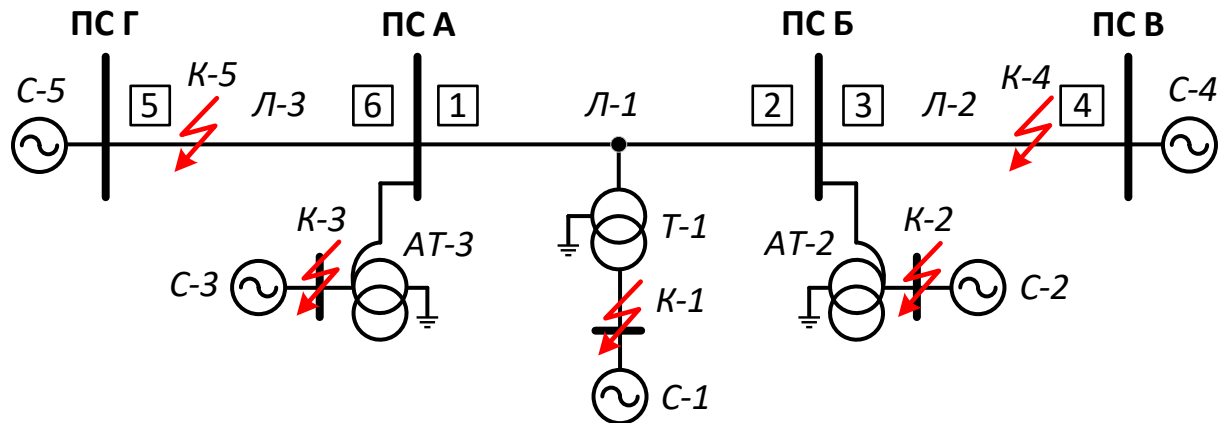 ПС Г
ПС А
ПС Б
ПС В
С-5
К-5
Л-3
Л-1
Л-2
К-4
С-4
5
6
1
2
3
4
К-3
АТ-3
Т-1
АТ-2
К-2
С-3
С-2
К-1
С-1